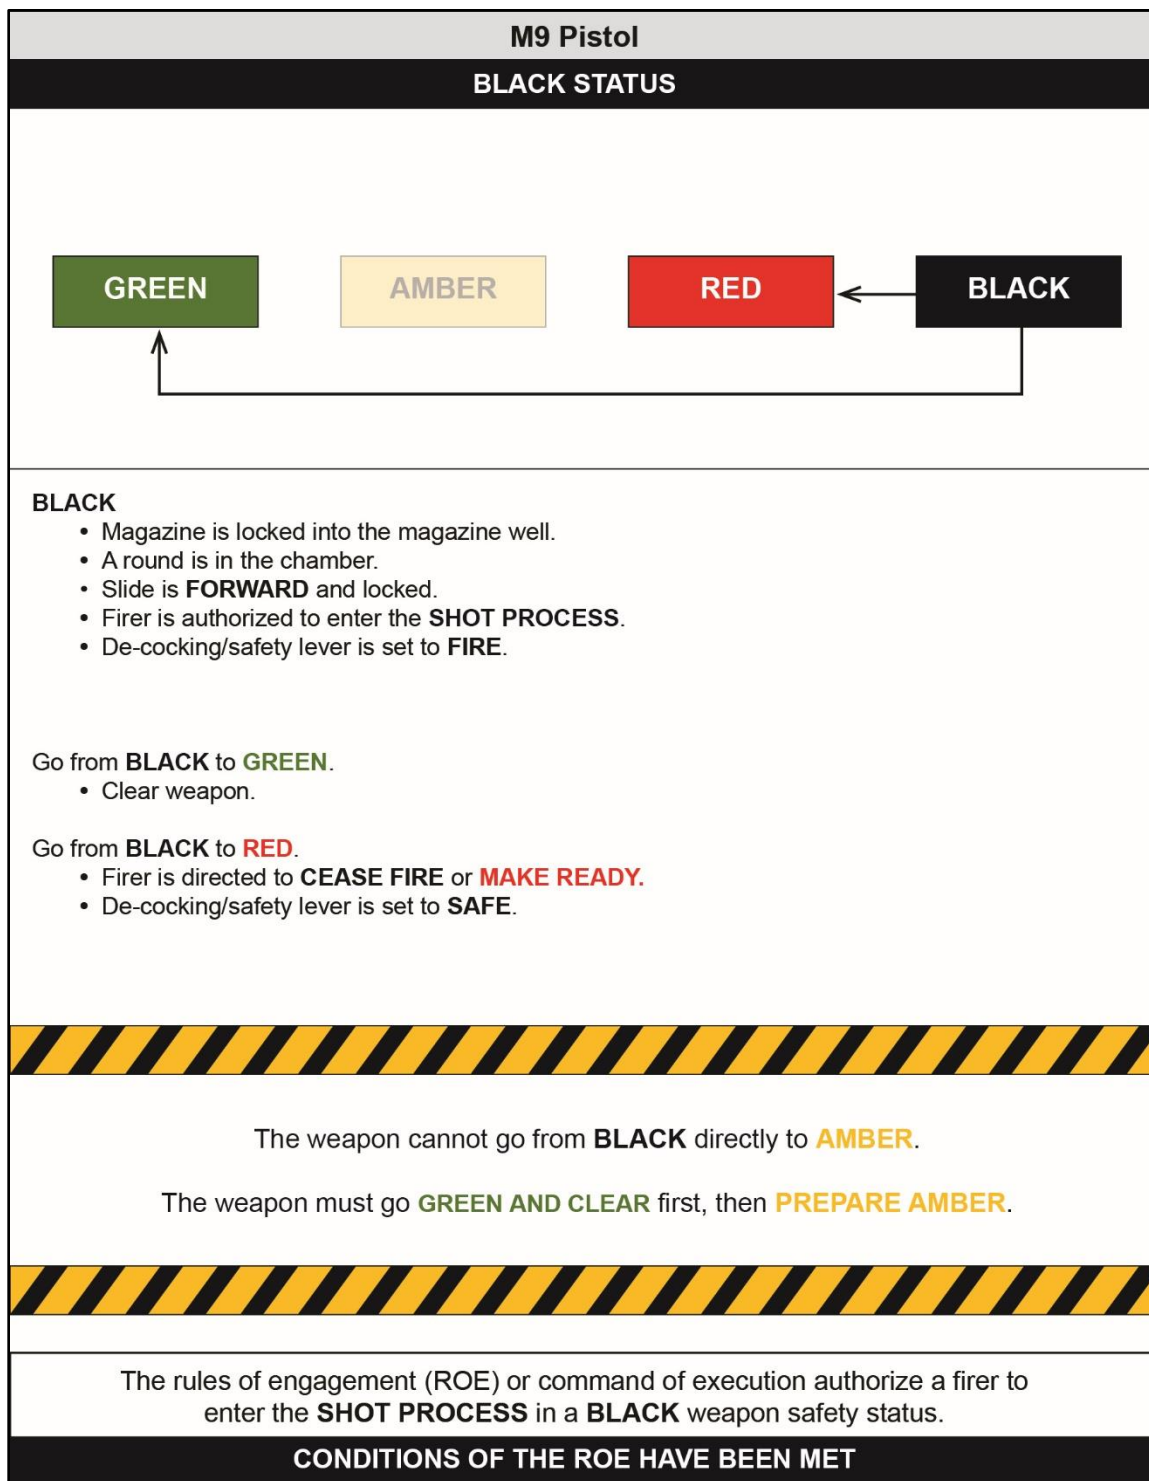 M9 Pistol
BLACK STATUS
GREEN
AMBER
RED
BLACK
BLACK
• Magazine is locked into the magazine well.
• A round is in the chamber.
• Slide is FORWARD and locked.
• Firer is authorized to enter the SHOT PROCESS.
• De-cocking/safety lever is set to FIRE.
Go from BLACK to GREEN.
• Clear weapon.
Go from BLACK to RED.
• Firer is directed to CEASE FIRE or MAKE READY.
• De-cocking/safety lever is set to SAFE.
The weapon cannot go from BLACK directly to AMBER.
The weapon must go GREEN AND CLEAR first, then PREPARE AMBER.
The rules of engagement (ROE) or command of execution authorize a firer to
enter the SHOT PROCESS in a BLACK weapon safety status.
CONDITIONS OF THE ROE HAVE BEEN MET